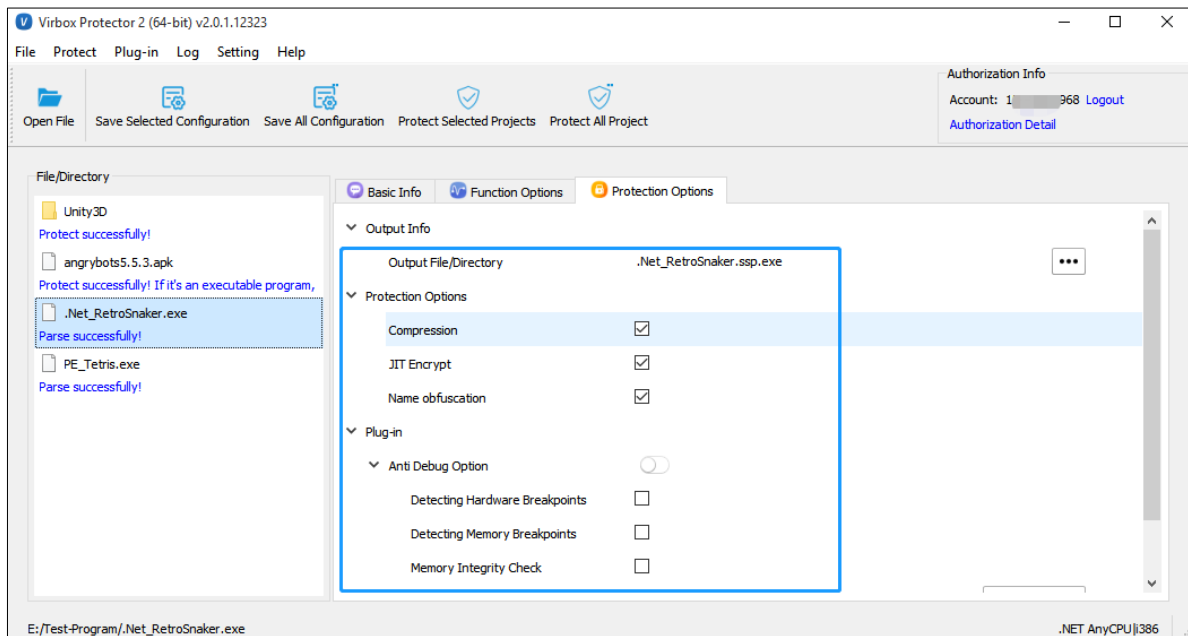 Virbox Protector 2 (64-bit) v2.0.1.12323
File Protect Plug-in Log Setting Help
Open File Save Selected Configuration Save All Configuration Protect Selected Projects Protect All Project
Authorization Info
Account: 1 968 Logout
Authorization Detail
File/Directory
Unity3D
Protect successfully!
angrybots5.5.3.apk
Protect successfully! If it's an executable program,
.Net_RetroSnaker.exe
Parse successfully!
PE_Tetris.exe
Parse successfully!
Basic Info Function Options Protection Options
Output Info
Output File/Directory .Net_RetroSnaker.ssp.exe
Protection Options
Compression
JIT Encrypt
Name obfuscation
Plug-in
Anti Debug Option
Detecting Hardware Breakpoints
Detecting Memory Breakpoints
Memory Integrity Check
E:/Test-Program/.Net_RetroSnaker.exe .NET AnyCPU|i386